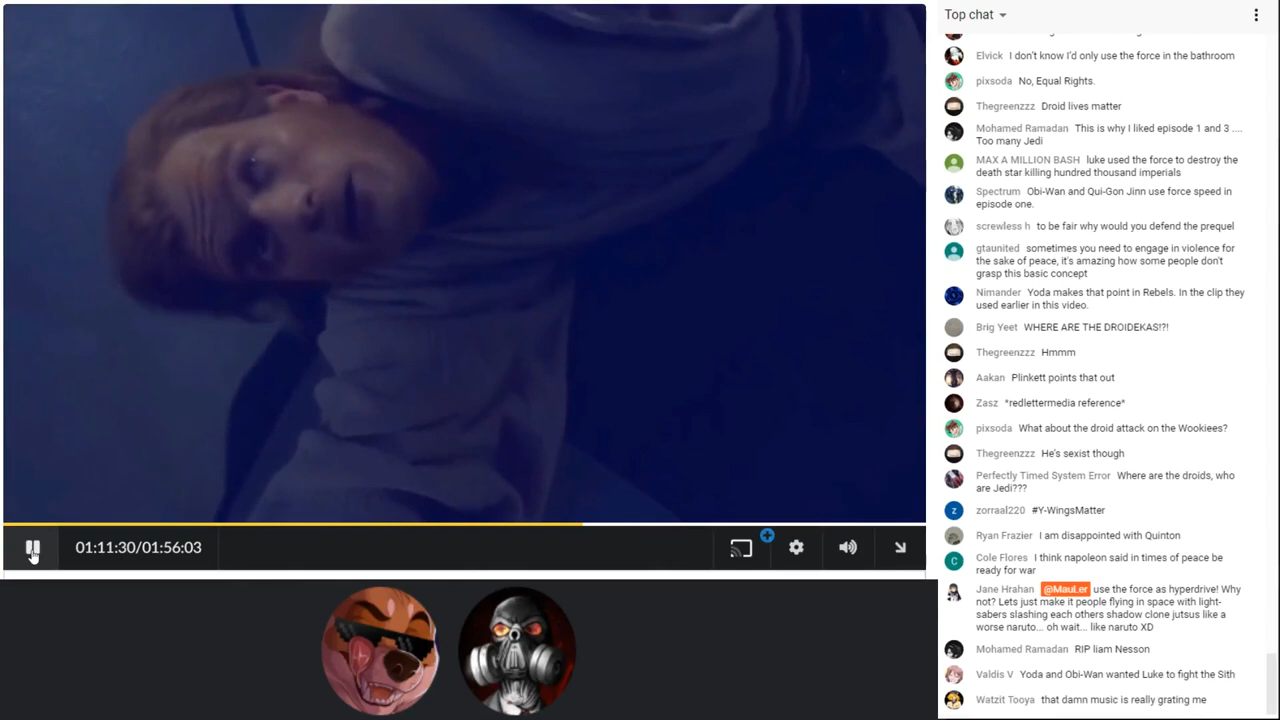 Top chat
Elvick I don't know I'd only use the force in the bathroom
pixsoda No, Equal Rights.
Thegreenzzz Droid lives matter
Mohamed Ramadan This is why I liked episode 1 and 3 ....
Too many Jedi
MAX A MILLION BASH luke used the force to destroy the
death star killing hundred thousand imperials
Spectrum Obi-Wan and Qui-Gon Jinn use force speed in
episode one.
screwless h to be fair why would you defend the prequel
gtaunited sometimes you need to engage in violence for
the sake of peace, it's amazing how some people don't
grasp this basic concept
Nimander Yoda makes that point in Rebels. In the clip they
used earlier in this video.
Brig Yeet WHERE ARE THE DROIDEKAS!?!
Thegreenzzz Hmmm
Aakan Plinkett points that out
Zasz *redlettermedia reference*
pixsoda What about the droid attack on the Wookiees?
Thegreenzzz He's sexist though
Perfectly Timed System Error Where are the droids, who
are Jedi???
z zorraal220 #Y-WingsMatter
Ryan Frazier I am disappointed with Quinton
C Cole Flores I think napoleon said in times of peace be
ready for war
Jane Hrahan @MauLer use the force as hyperdrive! Why
not? Lets just make it people flying in space with light-
sabers slashing each others shadow clone jutsus like a
worse naruto... oh wait... like naruto XD
Mohamed Ramadan RIP liam Nesson
Valdis V Yoda and Obi-Wan wanted Luke to fight the Sith
Watzit Tooya that damn music is really grating me
01:11:30/01:56:03